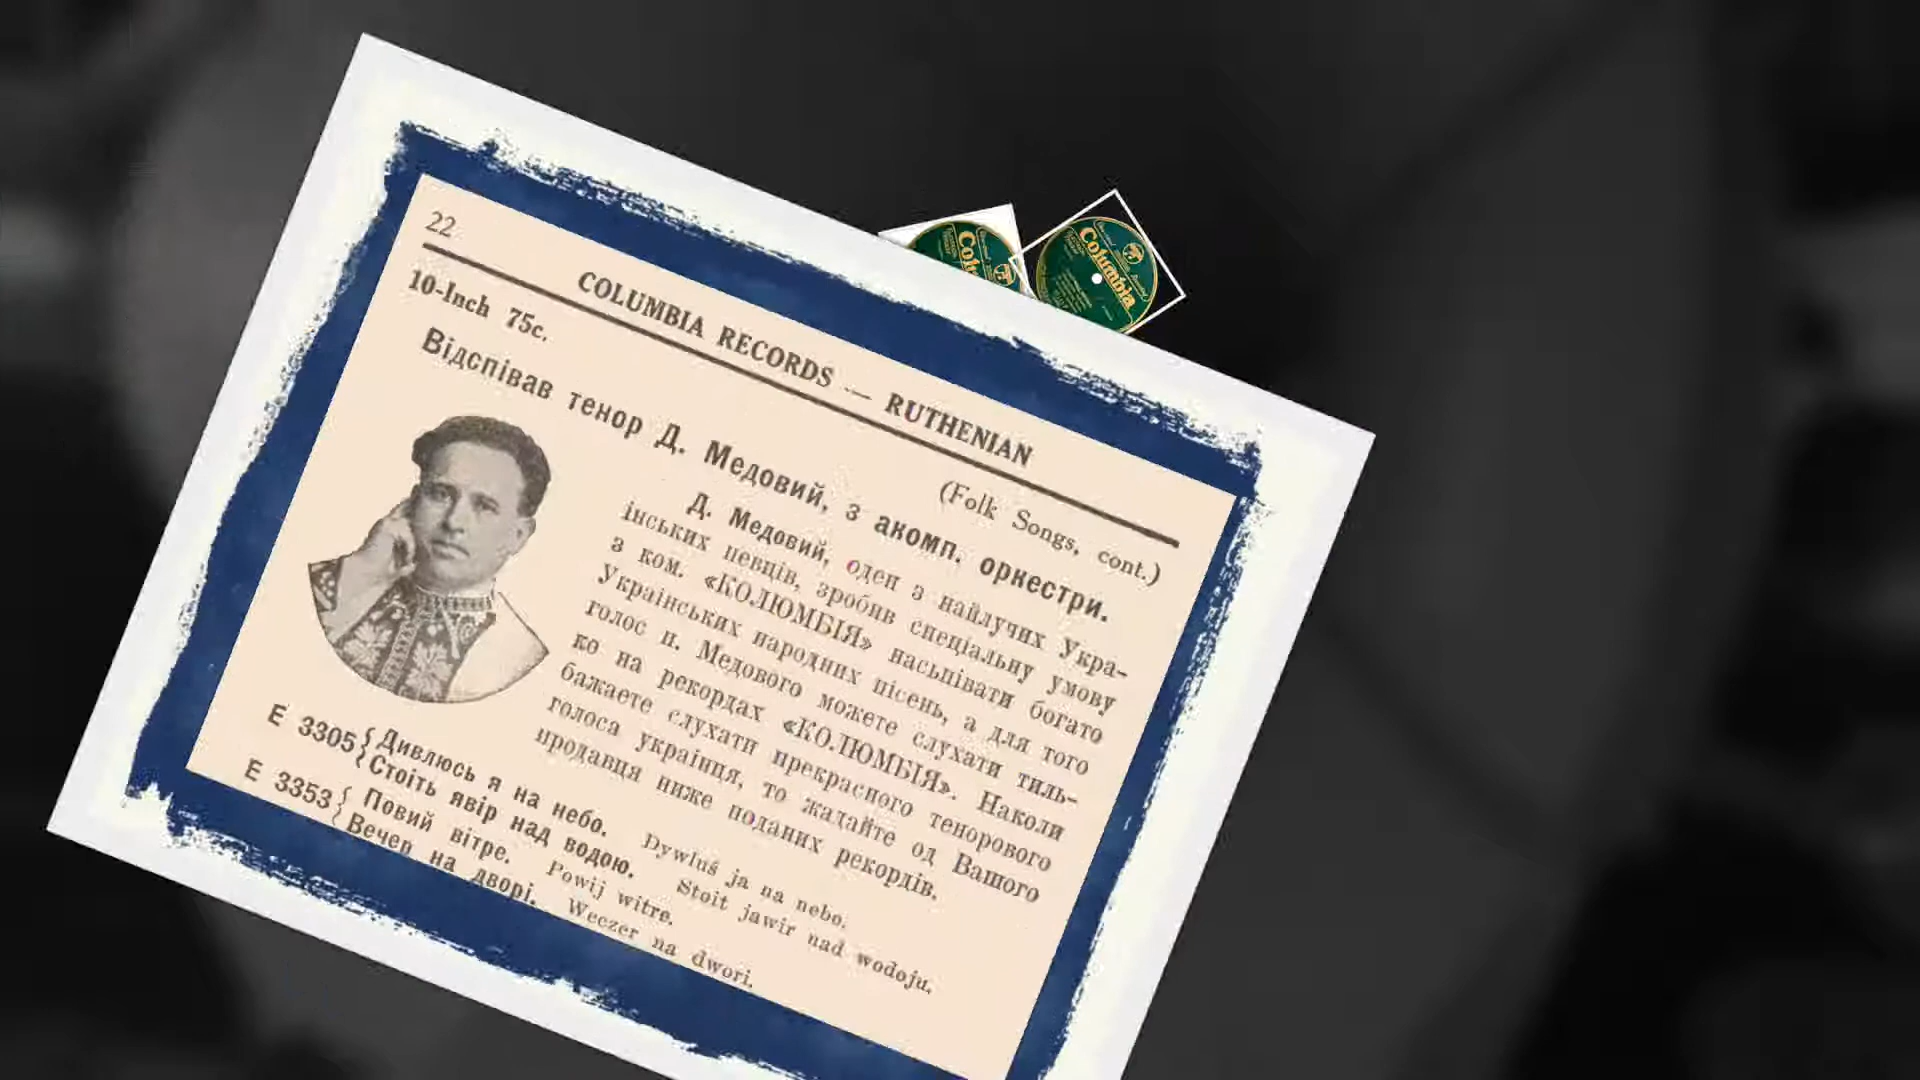 22
COLUMBIA RECORDS — RUTHENIAN
10-Inch 75c.
(Folk Songs, cont.)
Відспівав тенор Д. Медовий, з акомп. оркестри.
Д. Медовий, оден з найлучих Укра-
їнських певців, зробив спеціяльну умову
з ком. «КОЛЮМБІЯ» насьпівати богато
Українських народних пісень, а для того
голос п. Медового можете слухати тиль-
ко на рекордах «КОЛЮМБІЯ». Наколи
бажаєте слухати прекрасного тенорового
голоса українця, то жадайте од Вашого
продавця ниже поданих рекордів.
E 3305 { Дивлюсь я на небо. Dywluś ja na nebo.
Стоїть явір над водою. Stoit jawir nad wodoju.
E 3353 { Повий вітре. Powij witre.
Вечер на дворі. Weczer na dwori.
Columbia